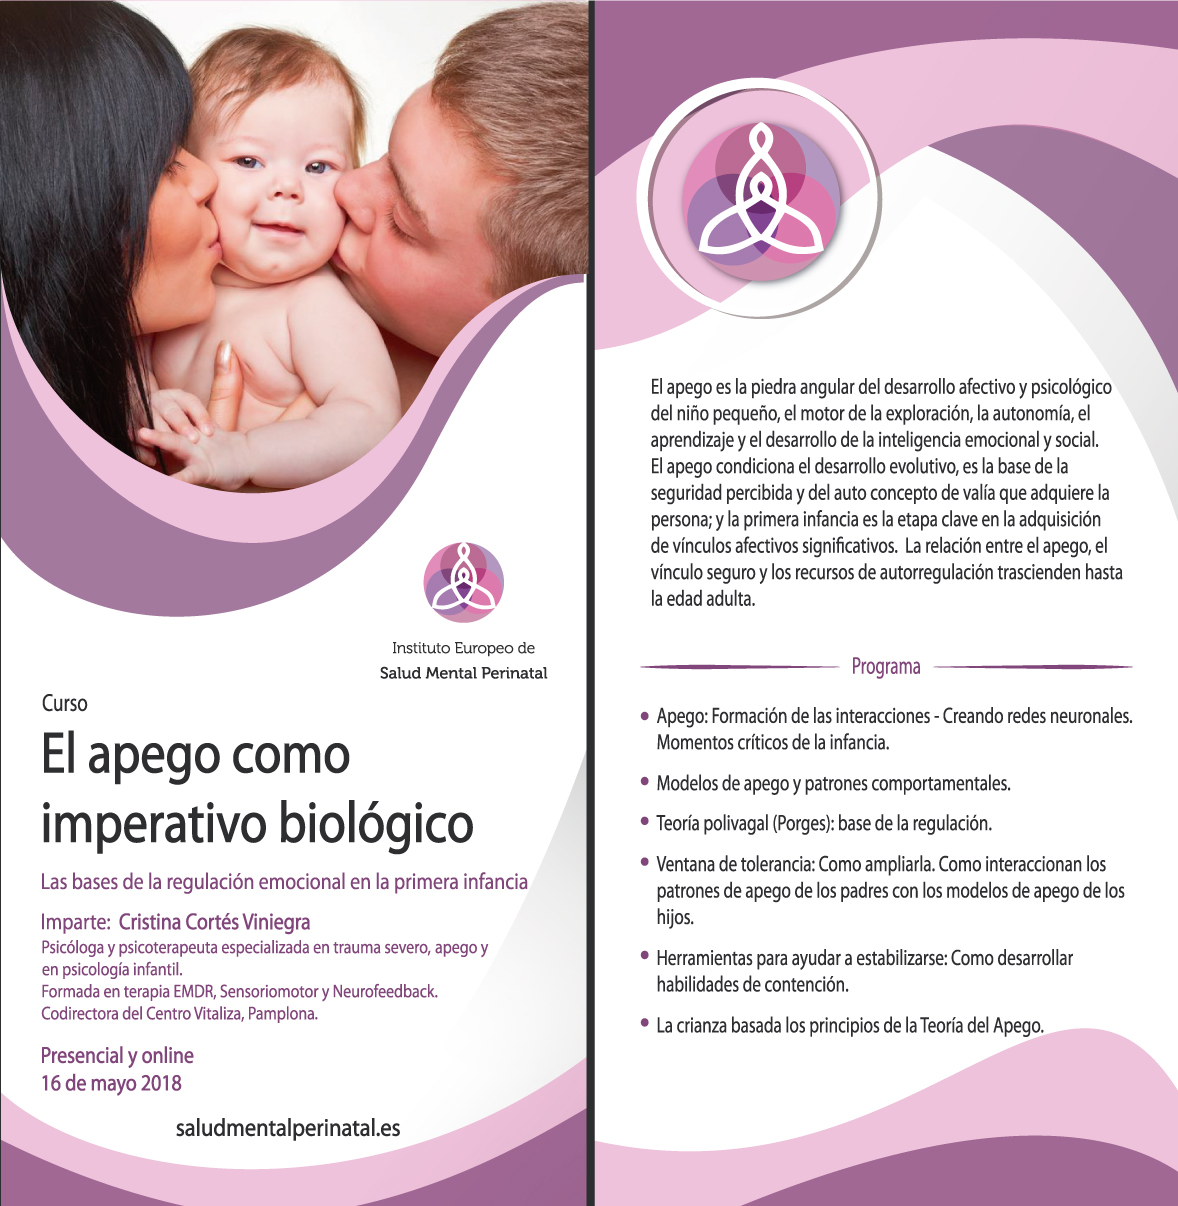 Instituto Europeo de
Salud Mental Perinatal
Curso
El apego como
imperativo biológico
Las bases de la regulación emocional en la primera infancia
Imparte: Cristina Cortés Viniegra
Psicóloga y psicoterapeuta especializada en trauma severo, apego y
en psicología infantil.
Formada en terapia EMDR, Sensoriomotor y Neurofeedback.
Codirectora del Centro Vitaliza, Pamplona.
Presencial y online
16 de mayo 2018
saludmentalperinatal.es
El apego es la piedra angular del desarrollo afectivo y psicológico
del niño pequeño, el motor de la exploración, la autonomía, el
aprendizaje y el desarrollo de la inteligencia emocional y social.
El apego condiciona el desarrollo evolutivo, es la base de la
seguridad percibida y del auto concepto de valía que adquiere la
persona; y la primera infancia es la etapa clave en la adquisición
de vínculos afectivos significativos. La relación entre el apego, el
vínculo seguro y los recursos de autorregulación trascienden hasta
la edad adulta.
Programa
• Apego: Formación de las interacciones - Creando redes neuronales.
Momentos críticos de la infancia.
• Modelos de apego y patrones comportamentales.
• Teoría polivagal (Porges): base de la regulación.
• Ventana de tolerancia: Como ampliarla. Como interaccionan los
patrones de apego de los padres con los modelos de apego de los
hijos.
• Herramientas para ayudar a estabilizarse: Como desarrollar
habilidades de contención.
• La crianza basada los principios de la Teoría del Apego.